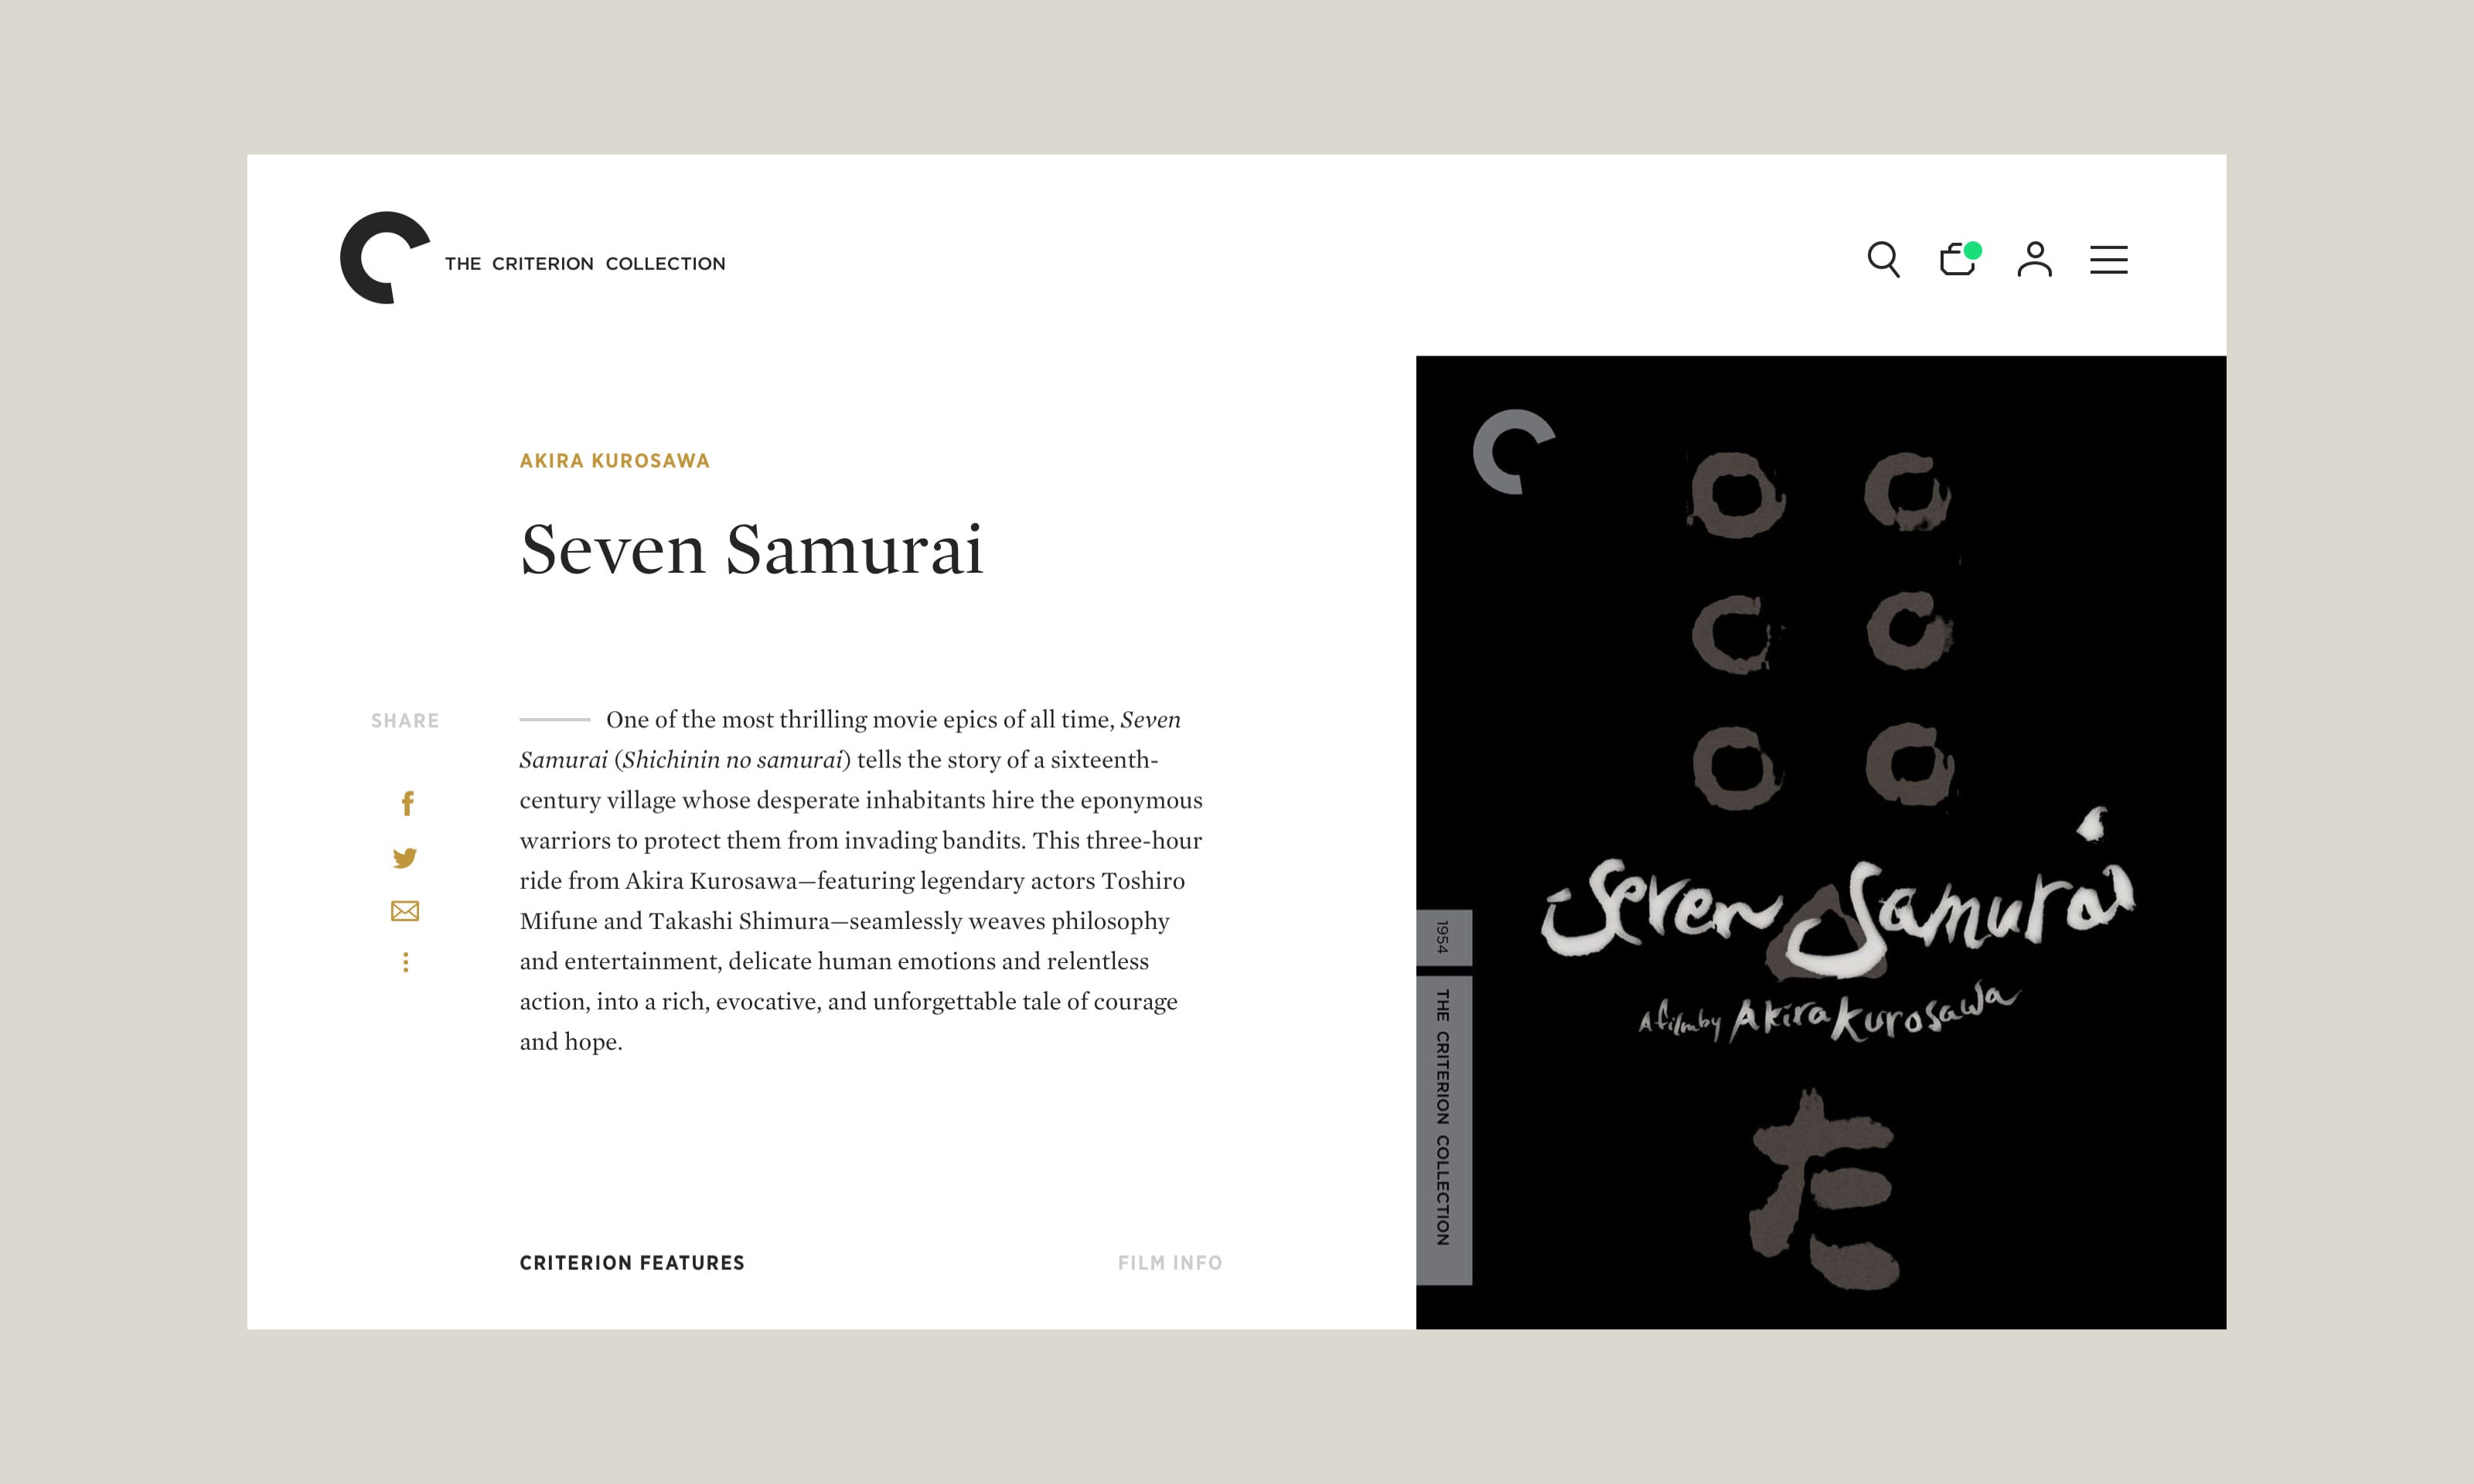 THE CRITERION COLLECTION
AKIRA KUROSAWA
Seven Samurai
SHARE
One of the most thrilling movie epics of all time, Seven
Samurai (Shichinin no samurai) tells the story of a sixteenth-
century village whose desperate inhabitants hire the eponymous
warriors to protect them from invading bandits. This three-hour
ride from Akira Kurosawa—featuring legendary actors Toshiro
Mifune and Takashi Shimura—seamlessly weaves philosophy
and entertainment, delicate human emotions and relentless
action, into a rich, evocative, and unforgettable tale of courage
and hope.
CRITERION FEATURES
FILM INFO
Seven Samurai
A film by Akira Kurosawa
た
1954
THE CRITERION COLLECTION